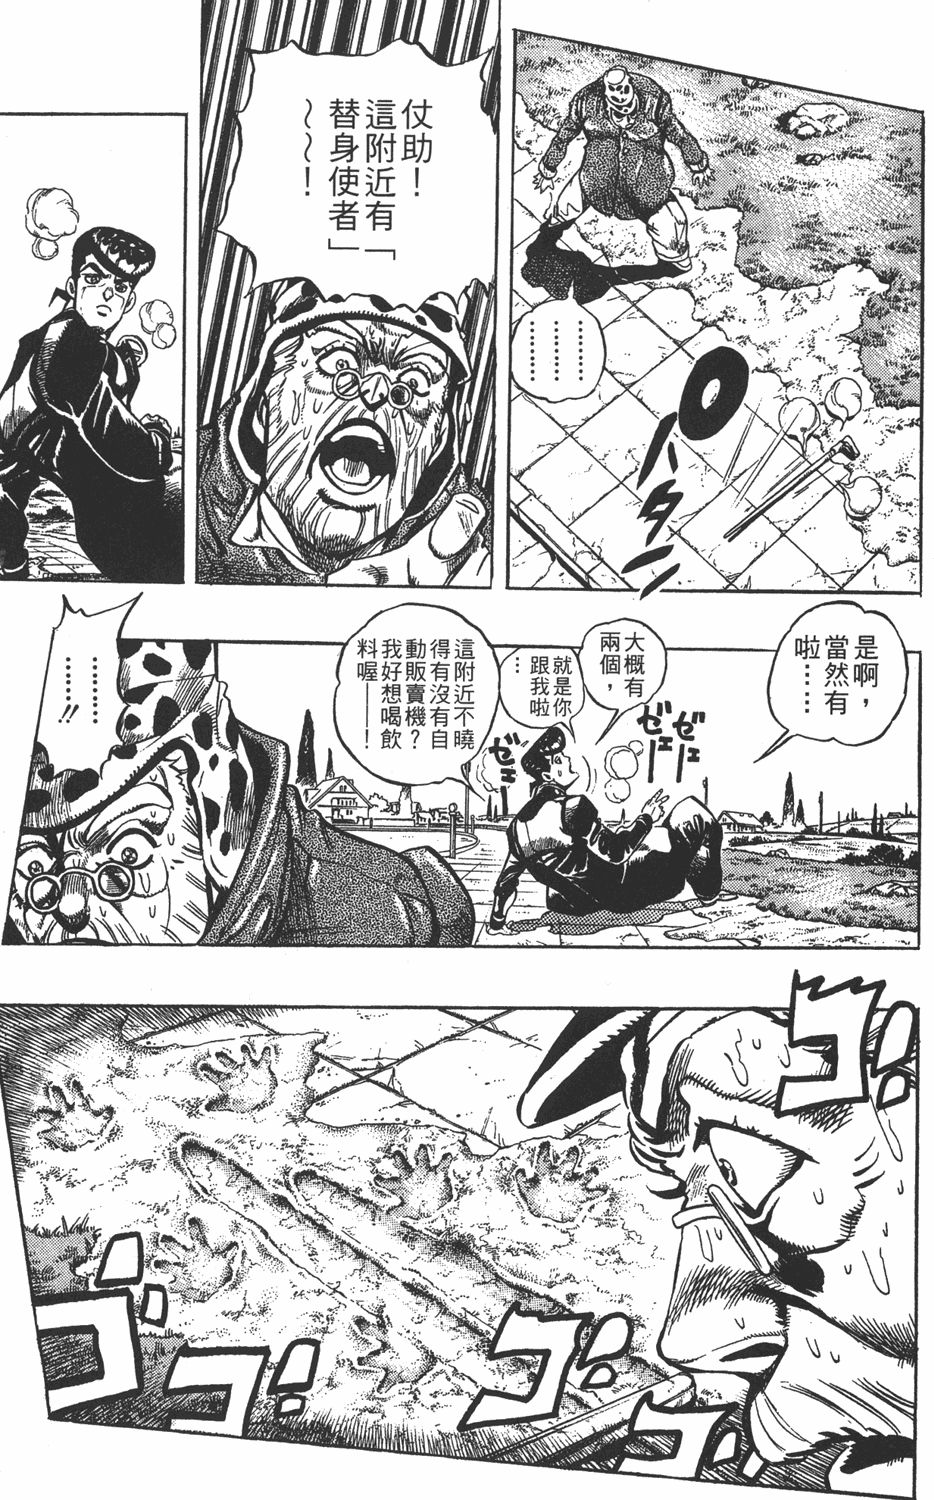 …………
…………
バターン
仗助！
這附近有「
替身使者」
～～！
是啊，
當然有
啦……
大概有
兩個，
就是你
跟我啦
…
ゼェ
ゼェ
ゼェ
這附近不曉
得有沒有自
動販賣機？
我好想喝飲
料喔——！
………!!
……
ゴ！
ゴ！
ゴ！
ゴ！
ゴ